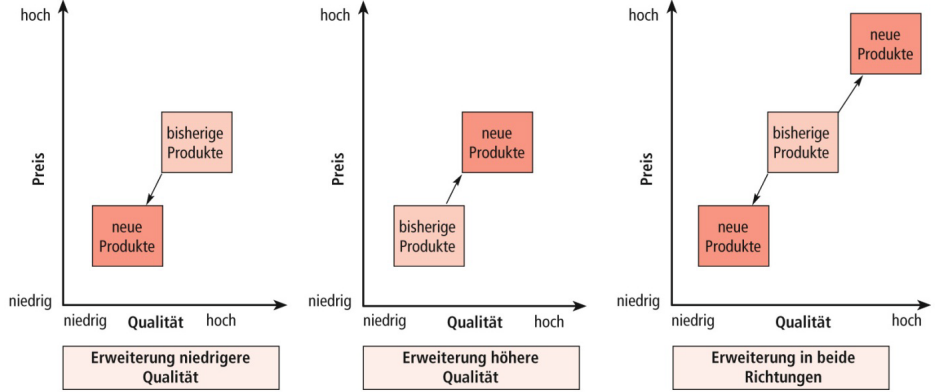 hoch
Preis
bisherige
Produkte
neue
Produkte
niedrig
niedrig Qualität hoch
Erweiterung niedrigere
Qualität
hoch
Preis
neue
Produkte
bisherige
Produkte
niedrig
niedrig Qualität hoch
Erweiterung höhere
Qualität
hoch
Preis
neue
Produkte
bisherige
Produkte
neue
Produkte
niedrig
niedrig Qualität hoch
Erweiterung in beide
Richtungen